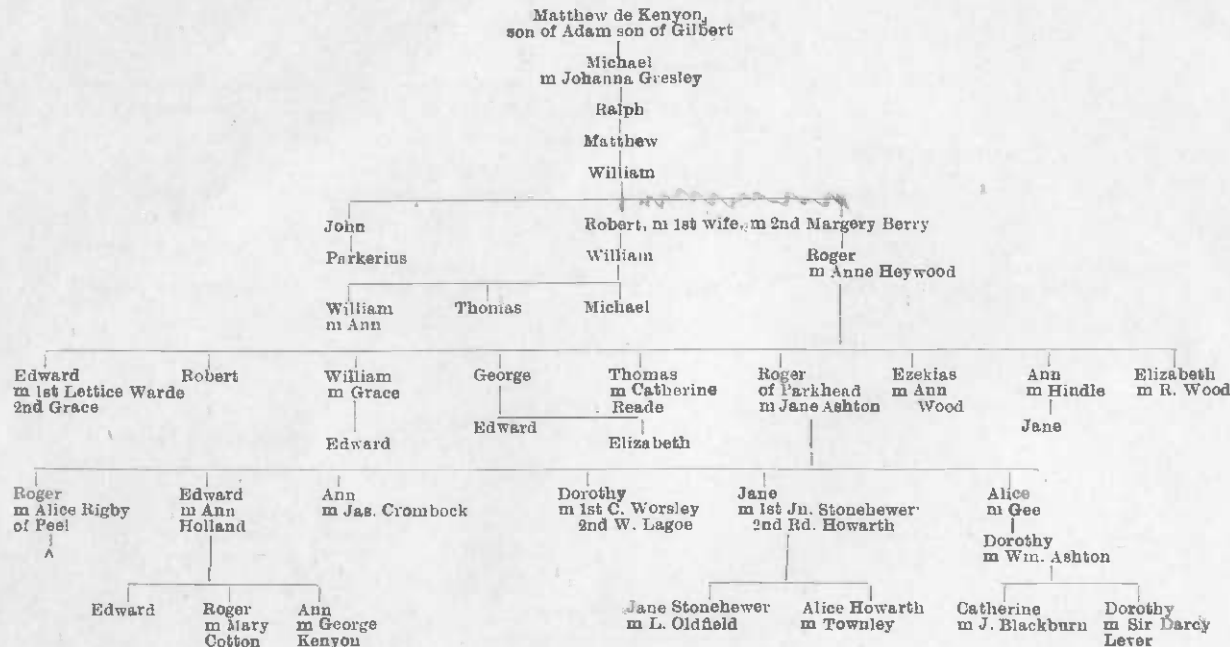 Matthew de Kenyon,
son of Adam son of Gilbert
Michael
m Johanna Gresley
Ralph
Matthew
William
John
Robert, m 1st wife, m 2nd Margery Berry
Parkerius
William
Roger
m Anne Heywood
William
m Ann
Thomas
Michael
Edward
m 1st Lettice Warde
2nd Grace
Robert
William
m Grace
George
Thomas
m Catherine
Reade
Roger
of Parkhead
m Jane Ashton
Ezekias
m Ann
Wood
Ann
m Hindle
Elizabeth
m R. Wood
Edward
Edward
Elizabeth
Jane
Roger
m Alice Rigby
of Peel
Edward
m Ann
Holland
Ann
m Jas. Crombock
Dorothy
m 1st C. Worsley
2nd W. Lagoe
Jane
m 1st Jn. Stonehewer
2nd Rd. Howarth
Alice
m Gee
Dorothy
m Wm. Ashton
Edward
Roger
m Mary
Cotton
Ann
m George
Kenyon
Jane Stonehewer
m L. Oldfield
Alice Howarth
m Townley
Catherine
m J. Blackburn
Dorothy
m Sir Darcy
Lever